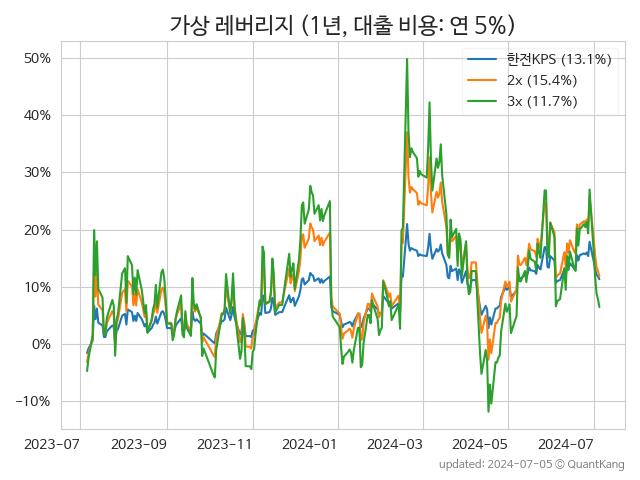 가상 레버리지 (1년, 대출 비용: 연 5%)
한전KPS (13.1%)
2x (15.4%)
3x (11.7%)
50%
40%
30%
20%
10%
0%
−10%
2023-07 2023-09 2023-11 2024-01 2024-03 2024-05 2024-07
updated: 2024-07-05 © QuantKang